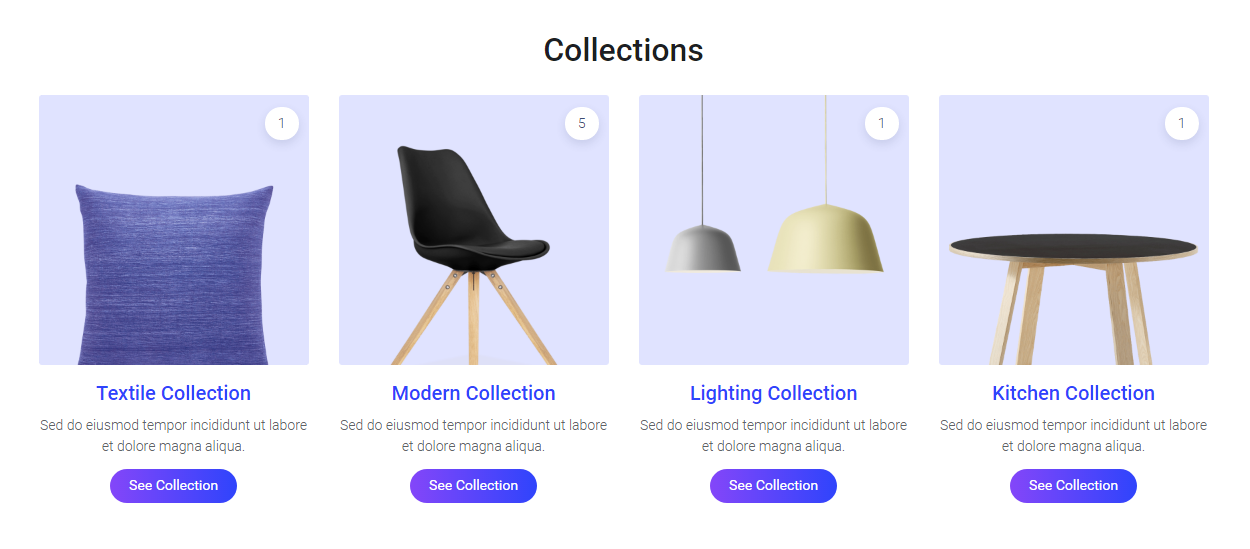 Collections
1
5
1
1
Textile Collection
Modern Collection
Lighting Collection
Kitchen Collection
Sed do eiusmod tempor incididunt ut labore
et dolore magna aliqua.
Sed do eiusmod tempor incididunt ut labore
et dolore magna aliqua.
Sed do eiusmod tempor incididunt ut labore
et dolore magna aliqua.
Sed do eiusmod tempor incididunt ut labore
et dolore magna aliqua.
See Collection
See Collection
See Collection
See Collection